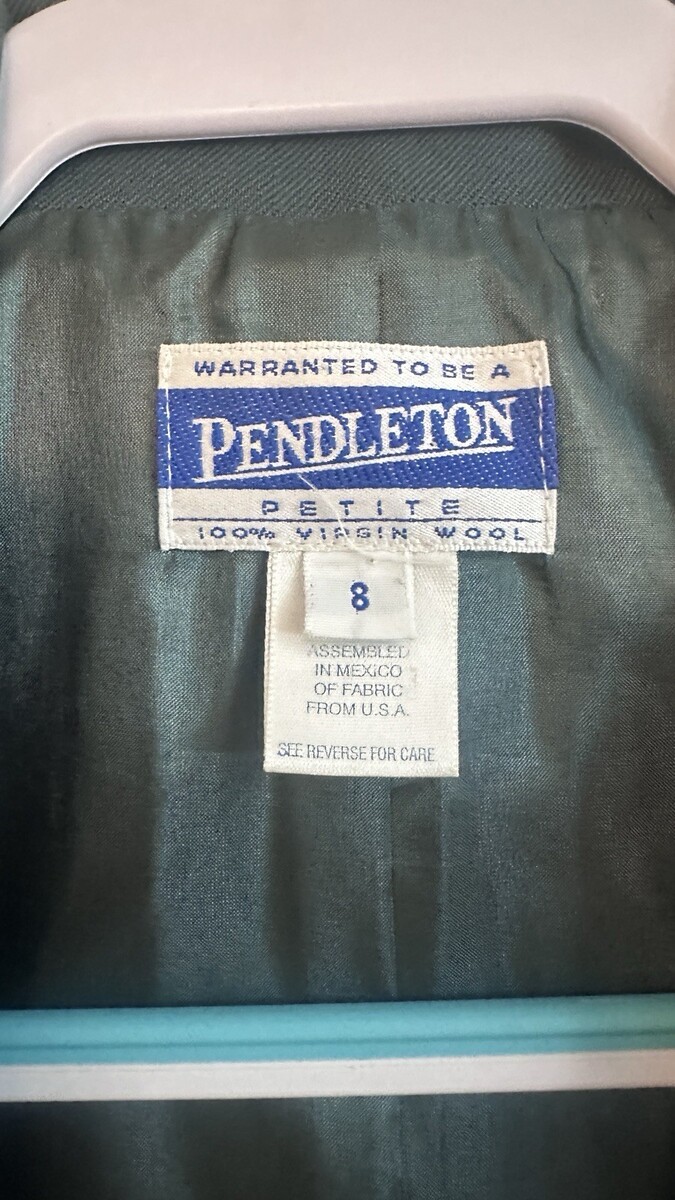 WARRANTED TO BE A
PENDLETON
PETITE
100% VIRGIN WOOL
8
ASSEMBLED
IN MEXICO
OF FABRIC
FROM U.S.A.
SEE REVERSE FOR CARE